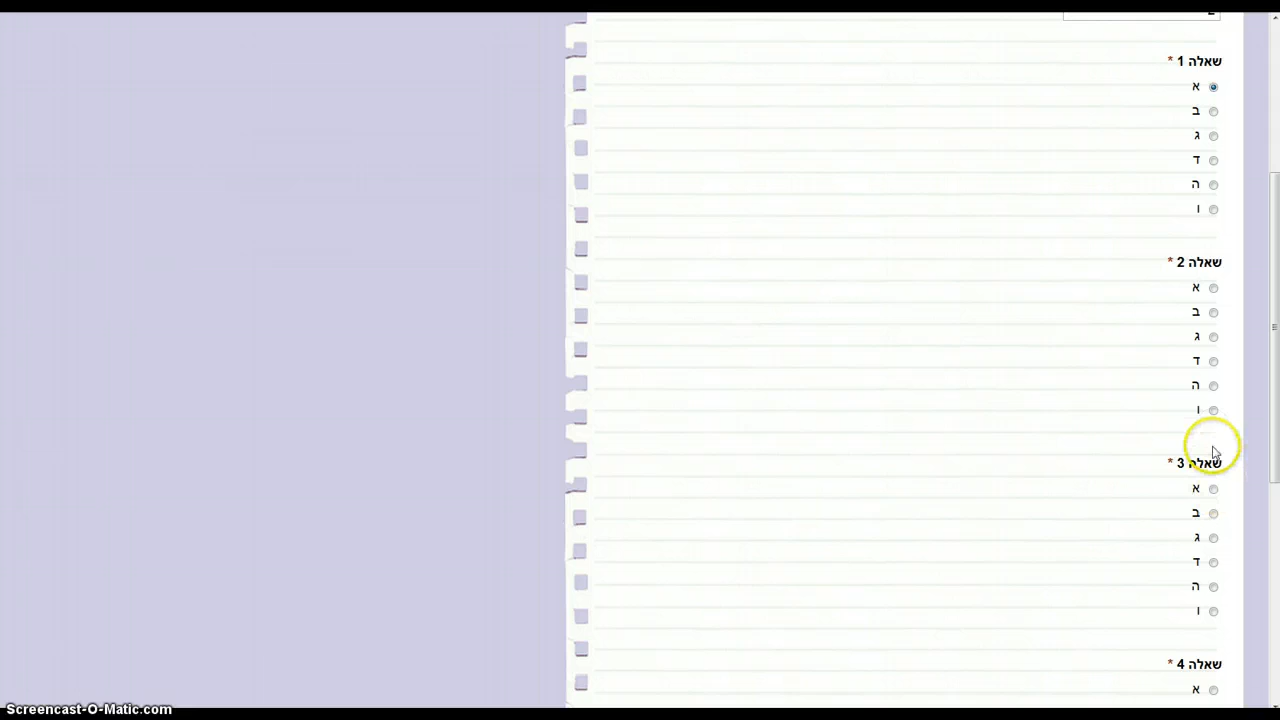 שאלה 1 *
א
ב
ג
ד
ה
ו
שאלה 2 *
א
ב
ג
ד
ה
ו
שאלה 3 *
א
ב
ג
ד
ה
ו
שאלה 4 *
א
Screencast-O-Matic.com